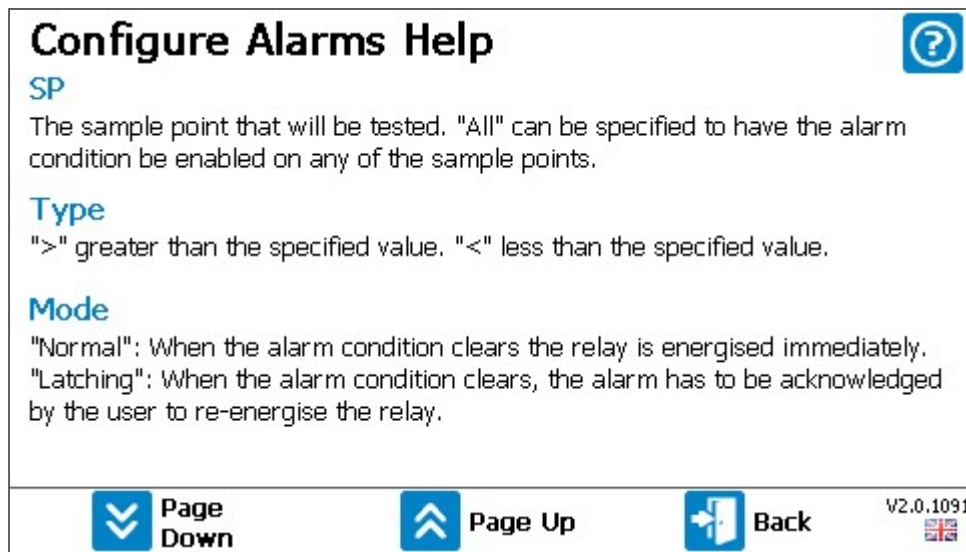 Configure Alarms Help
?
SP
The sample point that will be tested. "All" can be specified to have the alarm
condition be enabled on any of the sample points.
Type
">" greater than the specified value. "<" less than the specified value.
Mode
"Normal": When the alarm condition clears the relay is energised immediately.
"Latching": When the alarm condition clears, the alarm has to be acknowledged
by the user to re-energise the relay.
Page
Down
Page Up
Back
V2.0.1091